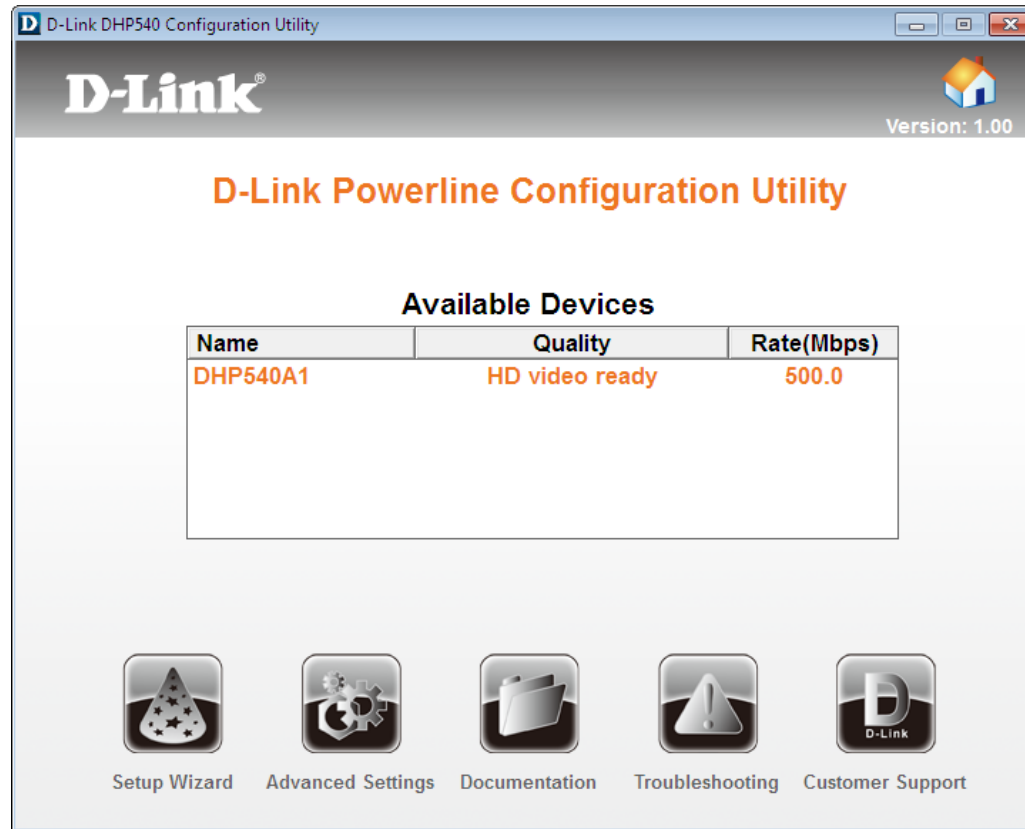 D D-Link DHP540 Configuration Utility
D-Link®
Version: 1.00
D-Link Powerline Configuration Utility
Available Devices
Name Quality Rate(Mbps)
DHP540A1 HD video ready 500.0
D
D-Link
Setup Wizard Advanced Settings Documentation Troubleshooting Customer Support